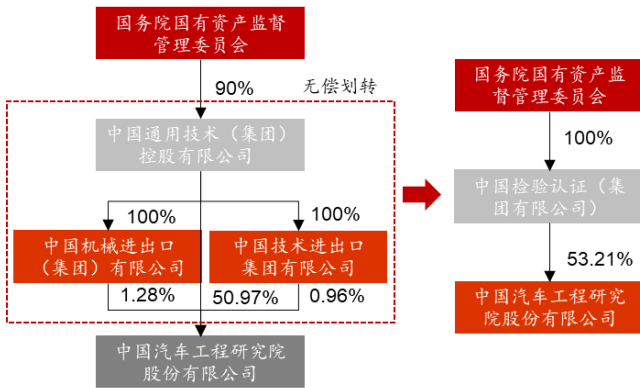 国务院国有资产监督
管理委员会
90%
无偿划转
中国通用技术（集团）
控股有限公司
100%
100%
中国机械进出口
（集团）有限公司
中国技术进出口
集团有限公司
1.28%
50.97%
0.96%
中国汽车工程研究院
股份有限公司
国务院国有资产监
督管理委员会
100%
中国检验认证（集
团有限公司）
53.21%
中国汽车工程研究
院股份有限公司